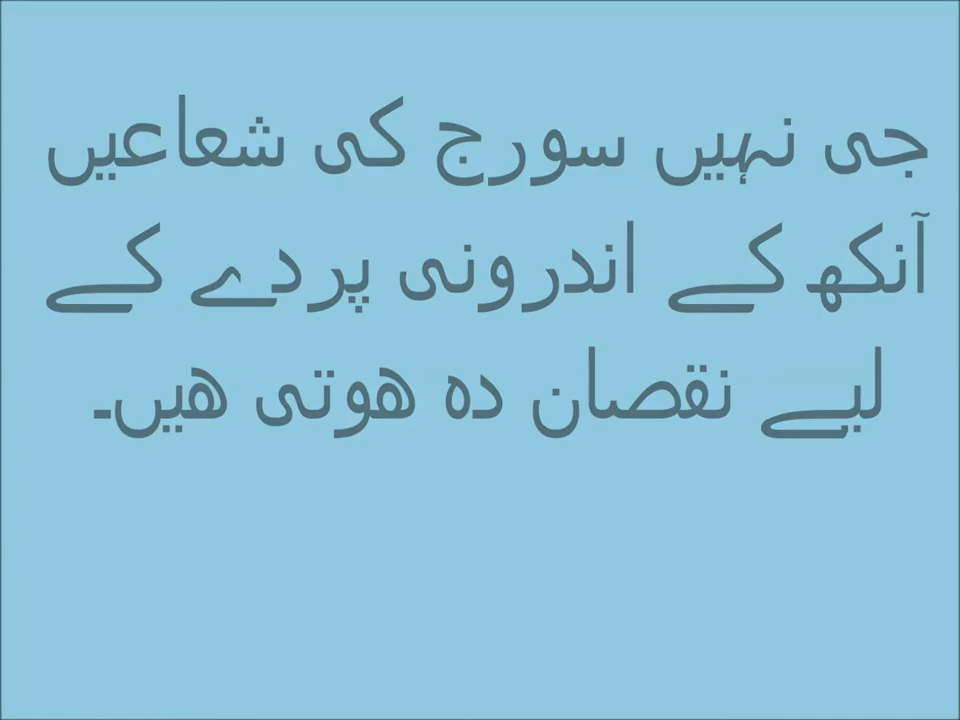 جی نہیں سورج کی شعاعیں
آنکھ کے اندرونی پردے کے
لیے نقصان دہ ھوتی ھیں۔